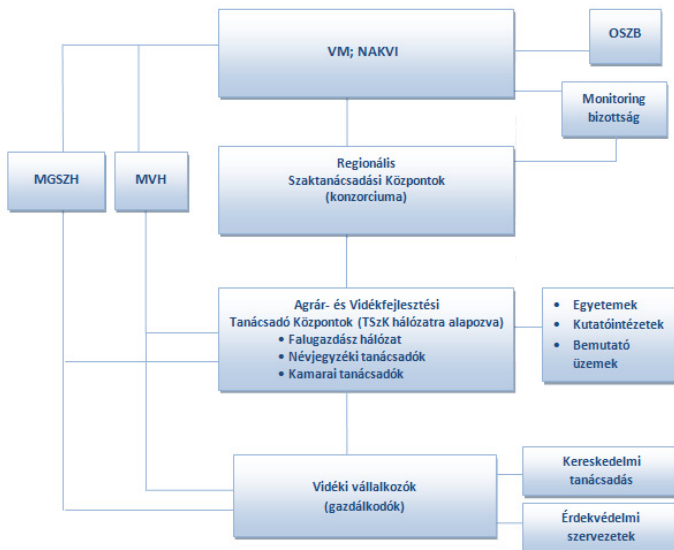 VM; NAKVI
OSZB
Monitoring
bizottság
MGSZH
MVH
Regionális
Szaktanácsadási Központok
(konzorciuma)
Agrár- és Vidékfejlesztési
Tanácsadó Központok (TSzK hálózatra alapozva)
• Falugazdász hálózat
• Névjegyzéki tanácsadók
• Kamarai tanácsadók
• Egyetemek
• Kutatóintézetek
• Bemutató
üzemek
Vidéki vállalkozók
(gazdálkodók)
Kereskedelmi
tanácsadás
Érdekvédelmi
szervezetek